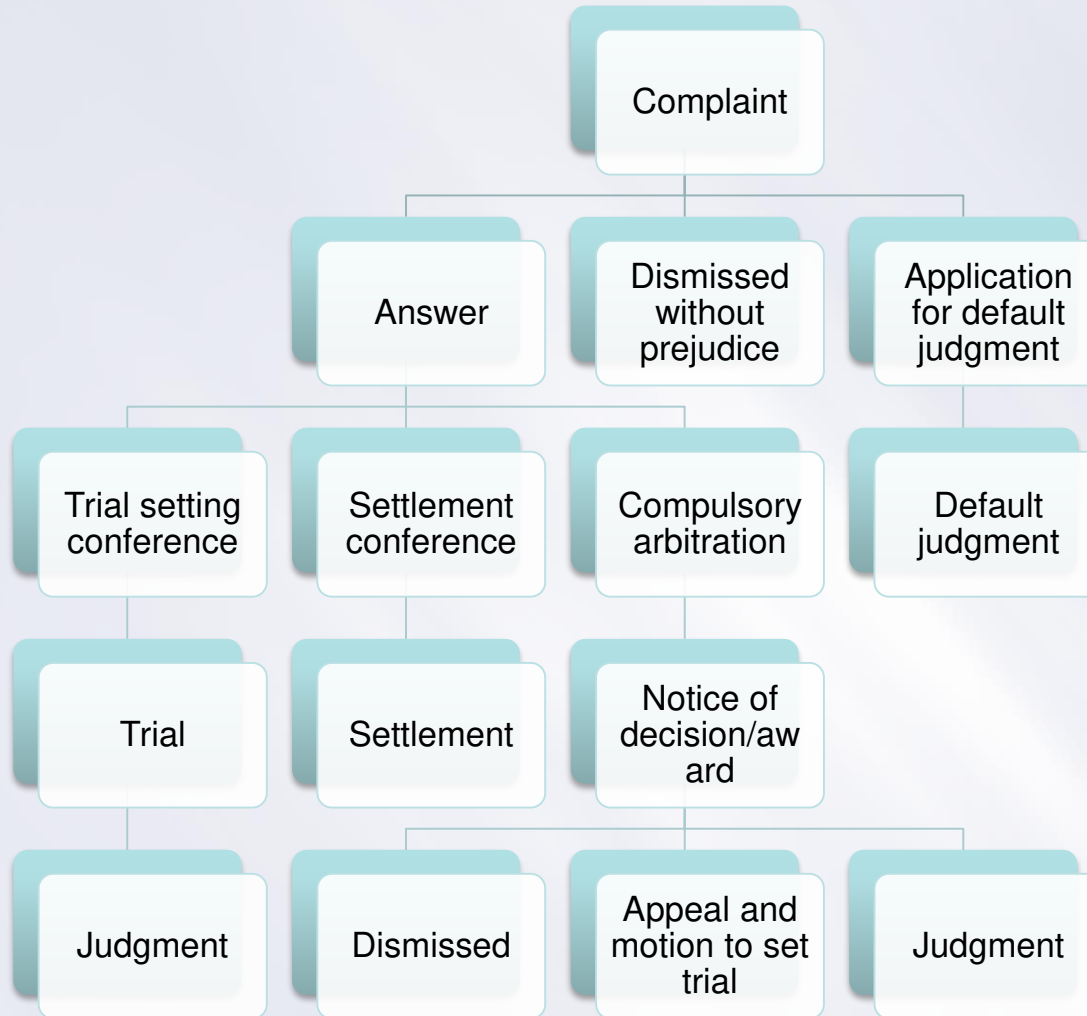 Complaint
Answer
Dismissed
without
prejudice
Application
for default
judgment
Trial setting
conference
Settlement
conference
Compulsory
arbitration
Default
judgment
Trial
Settlement
Notice of
decision/aw
ard
Judgment
Dismissed
Appeal and
motion to set
trial
Judgment